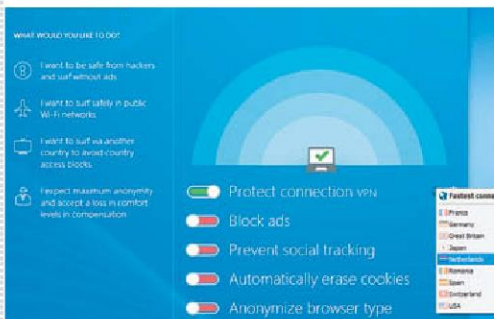 WHAT WOULD YOU LIKE TO DO?
I want to be safe from hackers
and surf without ads.
I want to surf safely in public
Wi-Fi networks.
I want to surf via another
country to avoid country
access blocks.
I expect maximum anonymity
and accept a loss in comfort
levels in compensation
Protect connection VPN
Block ads
Prevent social tracking
Automatically erase cookies
Anonymize browser type
Fastest conne
France
Germany
Great Britain
Japan
Netherlands
Romania
Spain
Switzerland
USA